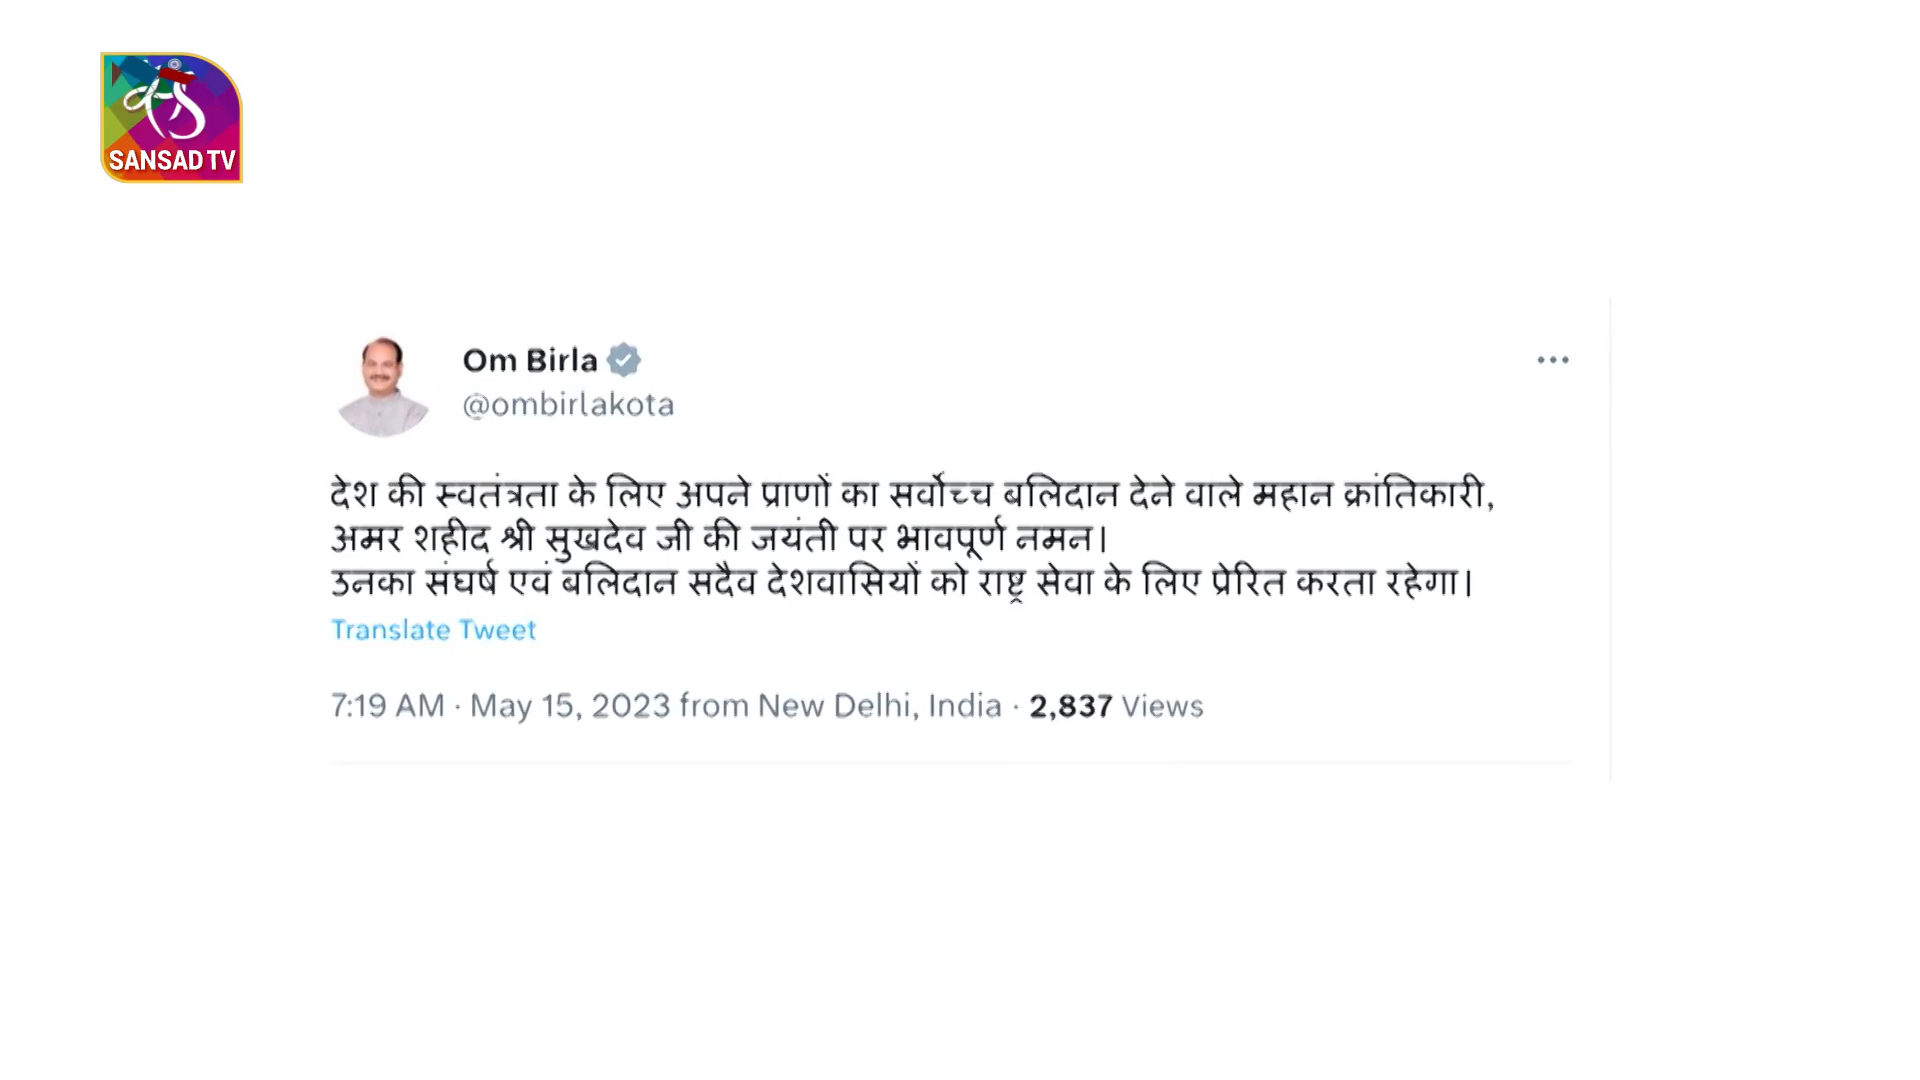 SANSAD TV
Om Birla
@ombirlakota
देश की स्वतंत्रता के लिए अपने प्राणों का सर्वोच्च बलिदान देने वाले महान क्रांतिकारी,
अमर शहीद श्री सुखदेव जी की जयंती पर भावपूर्ण नमन।
उनका संघर्ष एवं बलिदान सदैव देशवासियों को राष्ट्र सेवा के लिए प्रेरित करता रहेगा।
Translate Tweet
7:19 AM · May 15, 2023 from New Delhi, India · 2,837 Views